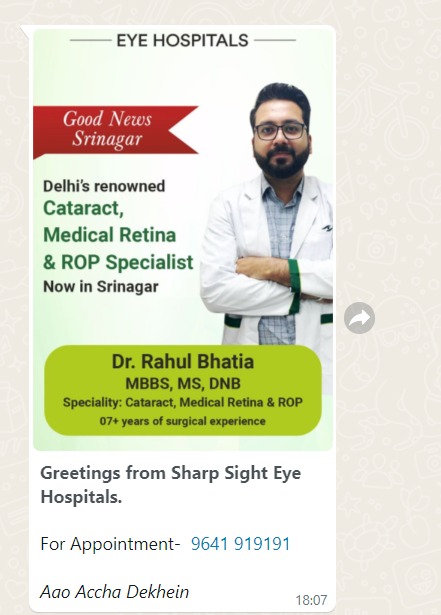 EYE HOSPITALS
Good News
Srinagar
Delhi's renowned
Cataract,
Medical Retina
& ROP Specialist
Now in Srinagar
Dr. Rahul Bhatia
MBBS, MS, DNB
Speciality: Cataract, Medical Retina & ROP
07+ years of surgical experience
Greetings from Sharp Sight Eye
Hospitals.
For Appointment- 9641 919191
Aao Accha Dekhein
18:07